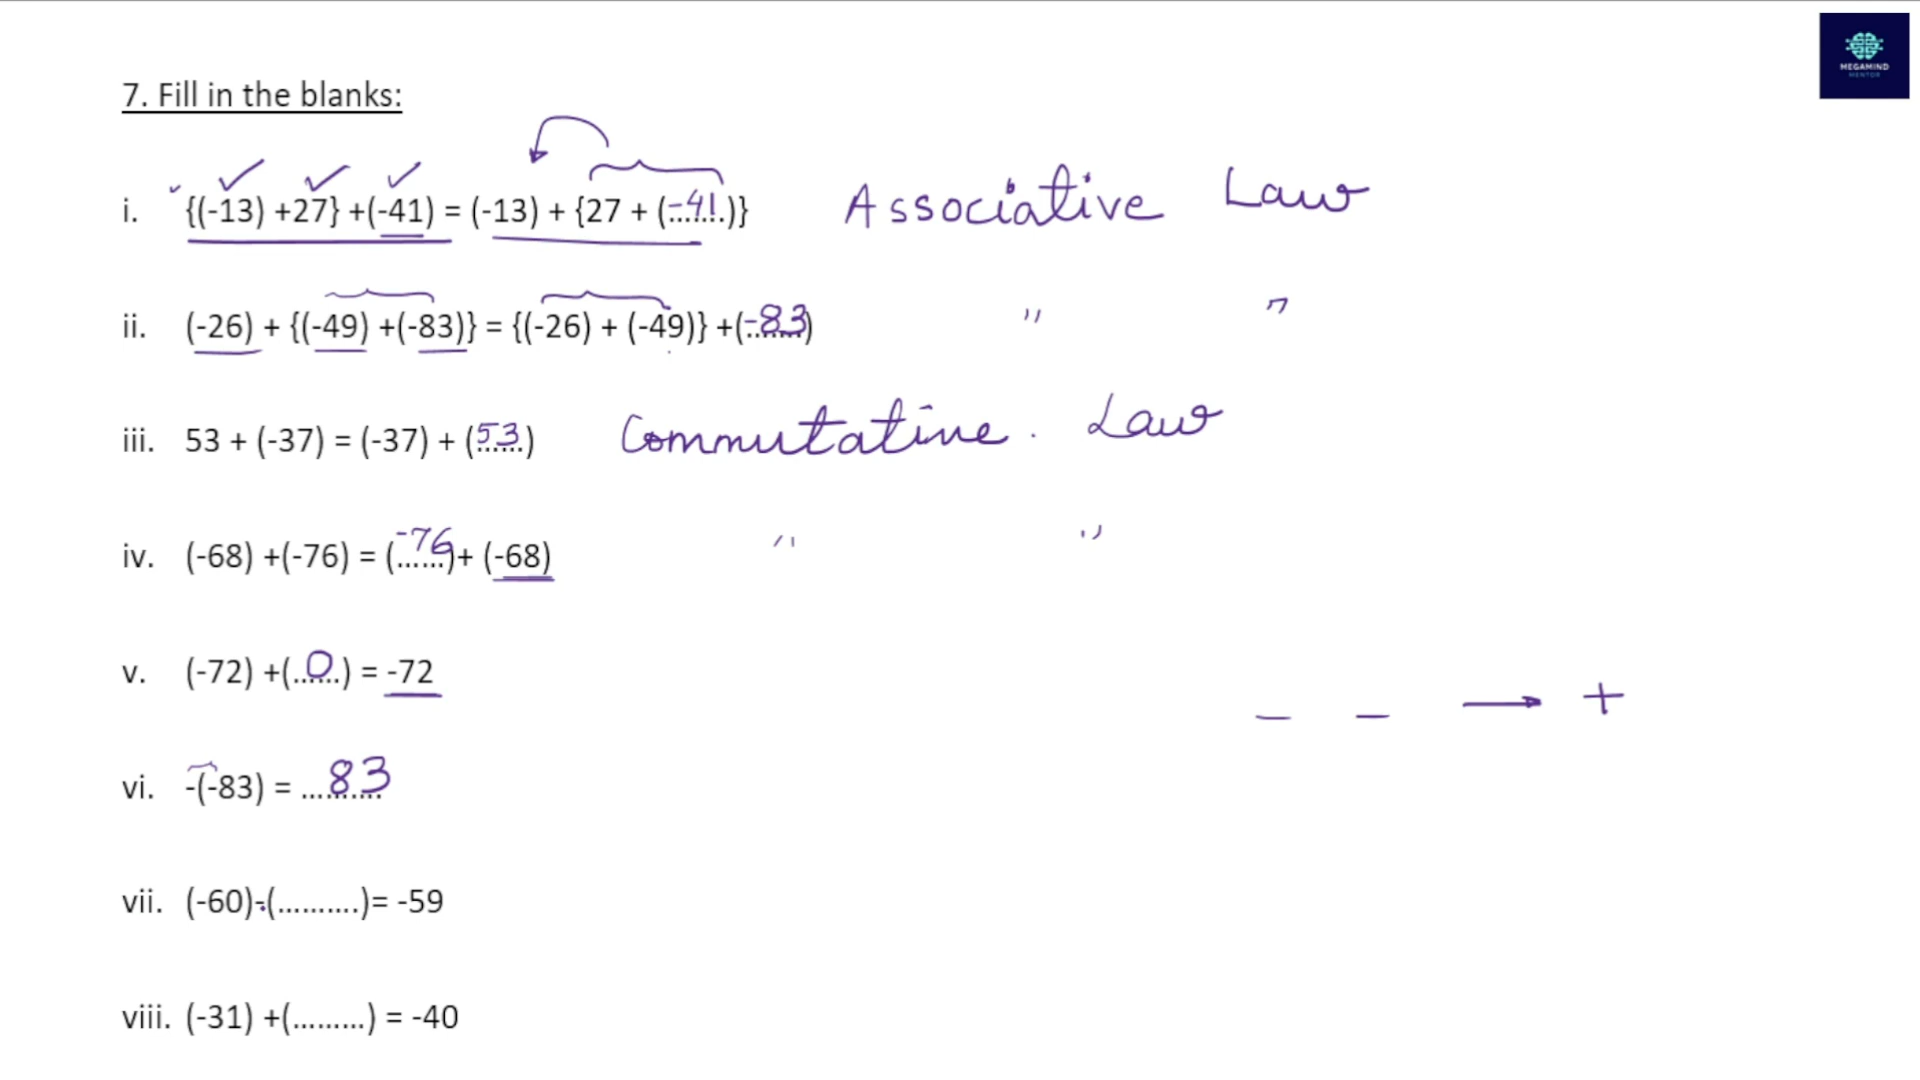 MEGAMIND
MENTOR
7. Fill in the blanks:
i. {(-13) +27} +(-41) = (-13) + {27 + (-41)} Associative Law
ii. (-26) + {(-49) +(-83)} = {(-26) + (-49)} +(-83) " "
iii. 53 + (-37) = (-37) + (53) Commutative. Law
iv. (-68) +(-76) = (-76)+ (-68) " "
v. (-72) +(..0...) = -72
— — → +
vi. -(-83) = ...83
vii. (-60)-(..........)= -59
viii. (-31) +(.........) = -40